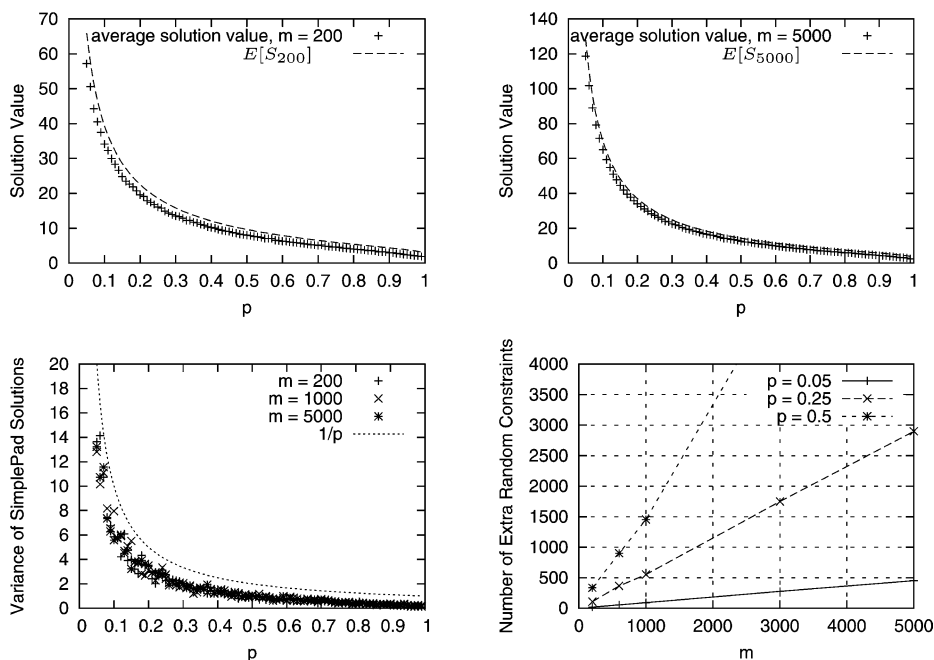 average solution value, m = 200
E[S200]
70
60
50
40
30
20
10
0
Solution Value
0 0.1 0.2 0.3 0.4 0.5 0.6 0.7 0.8 0.9 1
p
average solution value, m = 5000
E[S5000]
140
120
100
80
60
40
20
0
Solution Value
0 0.1 0.2 0.3 0.4 0.5 0.6 0.7 0.8 0.9 1
p
m = 200
m = 1000
m = 5000
1/p
20
18
16
14
12
10
8
6
4
2
0
Variance of SimplePad Solutions
0 0.1 0.2 0.3 0.4 0.5 0.6 0.7 0.8 0.9 1
p
p = 0.05
p = 0.25
p = 0.5
4000
3500
3000
2500
2000
1500
1000
500
0
Number of Extra Random Constraints
0 1000 2000 3000 4000 5000
m